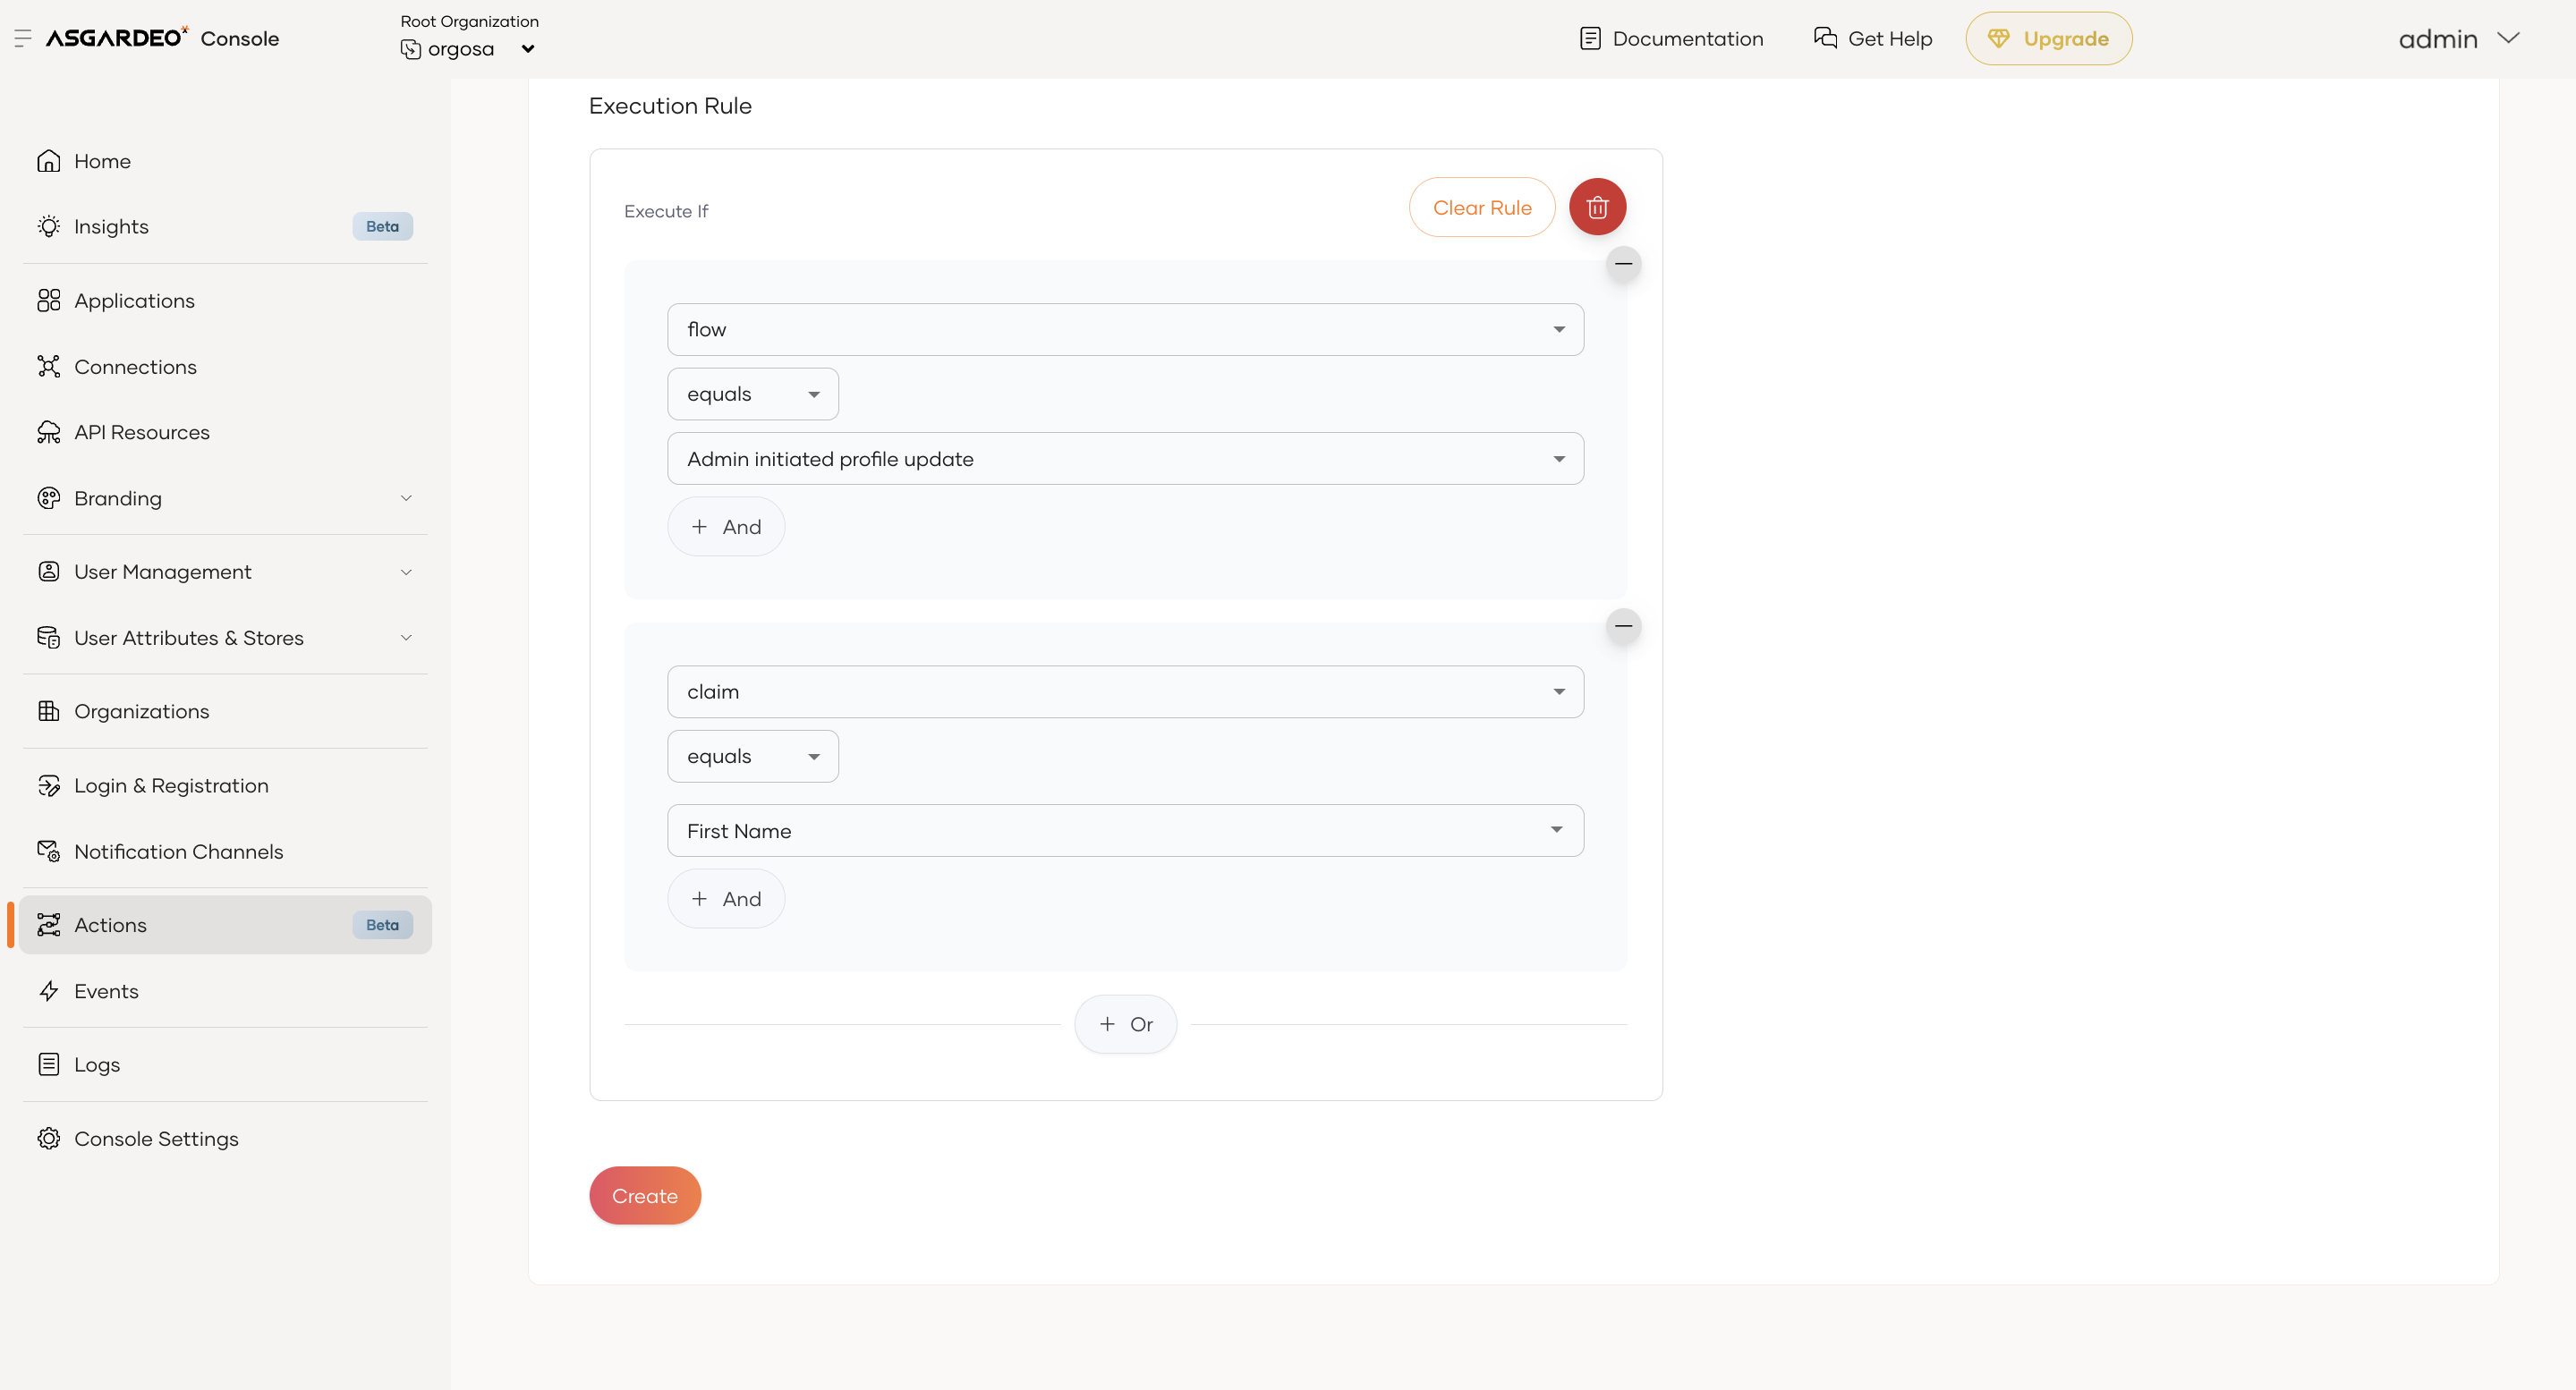 ASGARDEO Console
Root Organization
orgosa
Documentation
Get Help
Upgrade
admin
Home
Insights Beta
Applications
Connections
API Resources
Branding
User Management
User Attributes & Stores
Organizations
Login & Registration
Notification Channels
Actions Beta
Events
Logs
Console Settings
Execution Rule
Execute If
Clear Rule
flow
equals
Admin initiated profile update
And
claim
equals
First Name
And
Or
Create